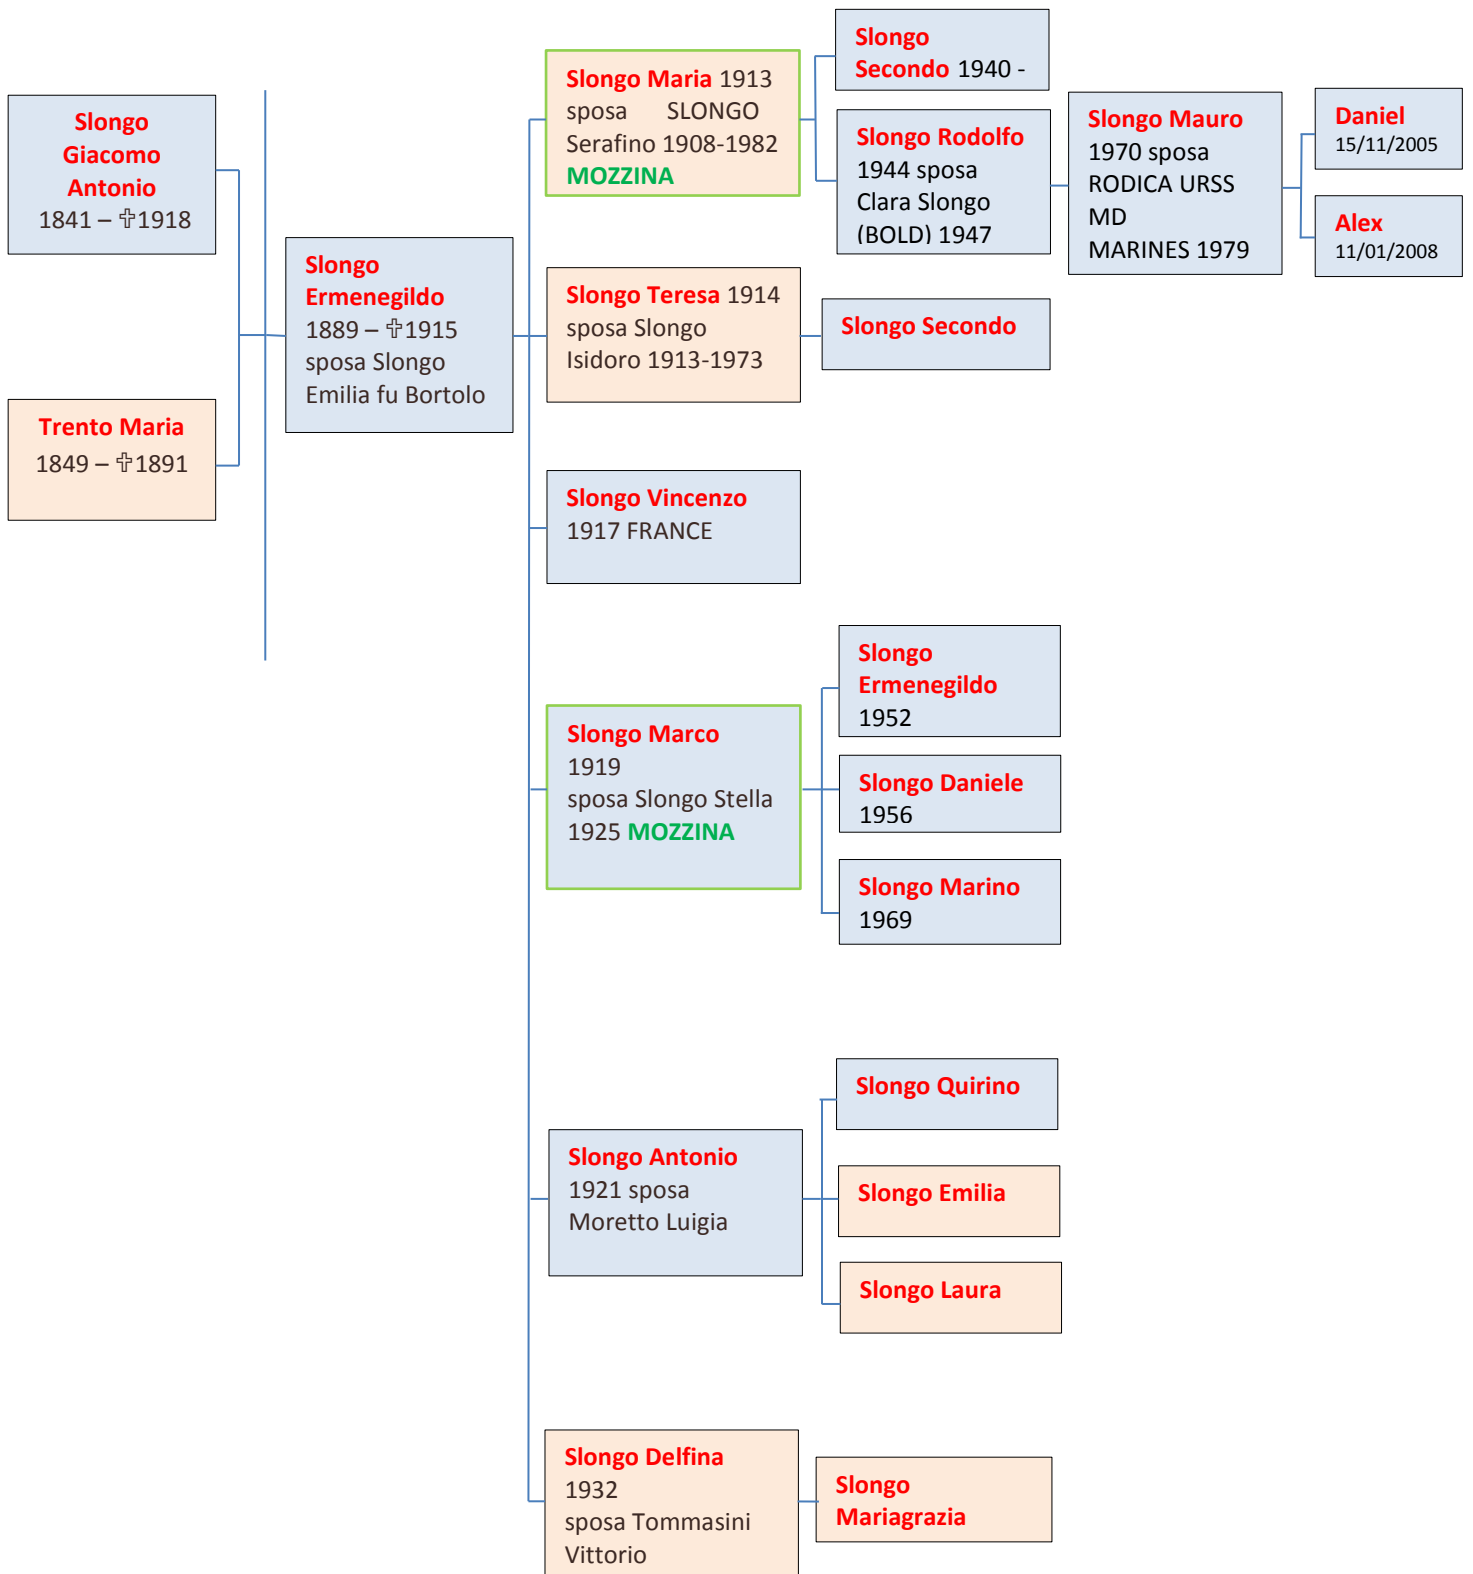 Slongo
Giacomo
Antonio
1841 – ✞1918
Trento Maria
1849 – ✞1891
Slongo
Ermenegildo
1889 – ✞1915
sposa Slongo
Emilia fu Bortolo
Slongo Maria 1913
sposa SLONGO
Serafino 1908-1982
MOZZINA
Slongo
Secondo 1940 -
Slongo Rodolfo
1944 sposa
Clara Slongo
(BOLD) 1947
Slongo Mauro
1970 sposa
RODICA URSS
MD
MARINES 1979
Daniel
15/11/2005
Alex
11/01/2008
Slongo Teresa 1914
sposa Slongo
Isidoro 1913-1973
Slongo Secondo
Slongo Vincenzo
1917 FRANCE
Slongo Marco
1919
sposa Slongo Stella
1925 MOZZINA
Slongo
Ermenegildo
1952
Slongo Daniele
1956
Slongo Marino
1969
Slongo Antonio
1921 sposa
Moretto Luigia
Slongo Quirino
Slongo Emilia
Slongo Laura
Slongo Delfina
1932
sposa Tommasini
Vittorio
Slongo
Mariagrazia